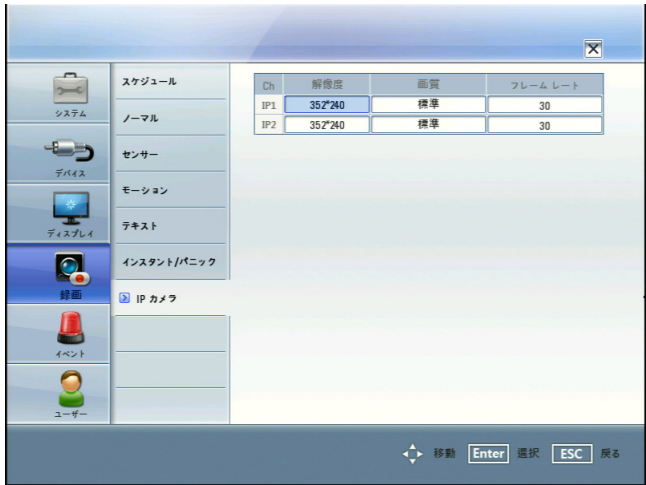 システム
デバイス
ディスプレイ
録画
イベント
ユーザー
スケジュール
ノーマル
センサー
モーション
テキスト
インスタント/パニック
IP カメラ
Ch 解像度 画質 フレーム レート
IP1 352*240 標準 30
IP2 352*240 標準 30
移動 Enter 選択 ESC 戻る